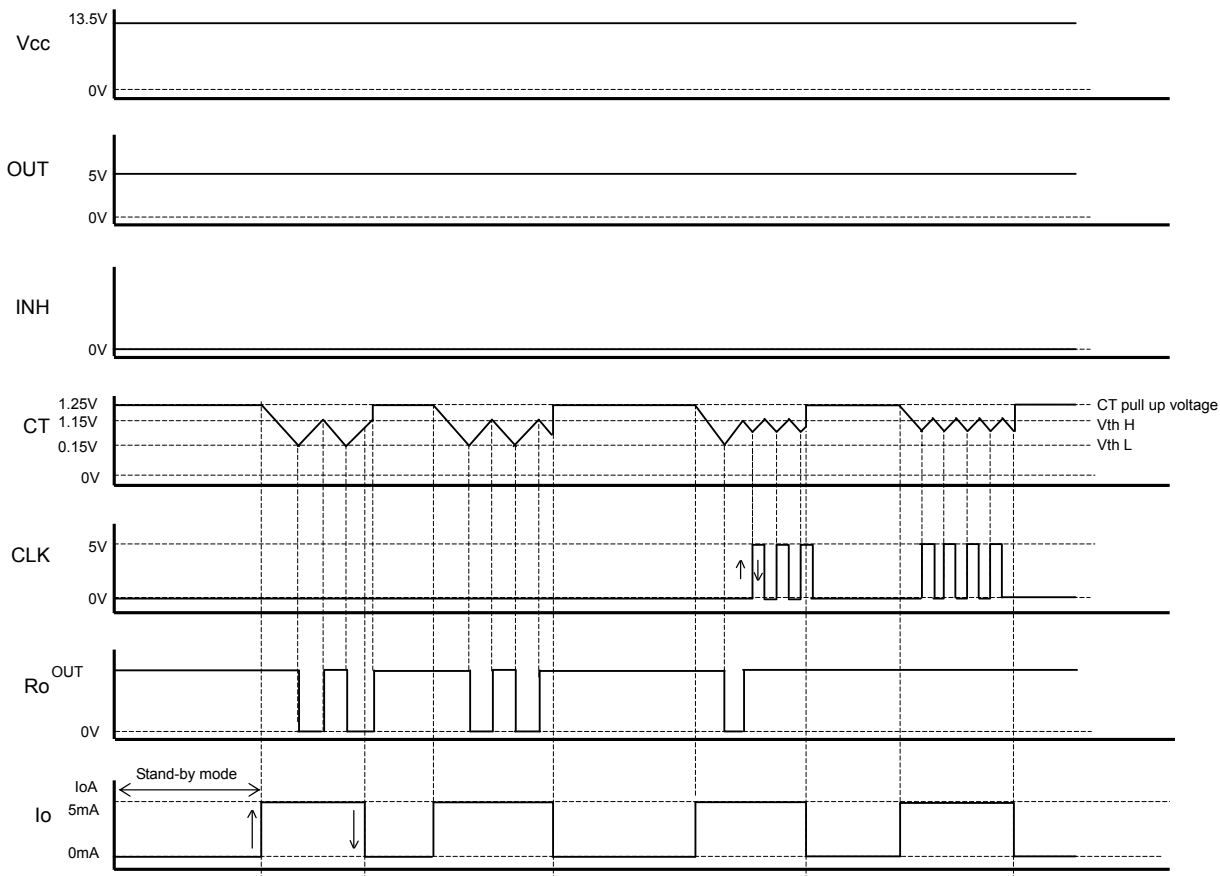 13.5V
Vcc
0V
OUT
5V
0V
INH
0V
1.25V
CT pull up voltage
1.15V
Vth H
CT
0.15V
Vth L
0V
CLK
5V
0V
OUT
Ro
0V
Stand-by mode
IoA
5mA
Io
0mA